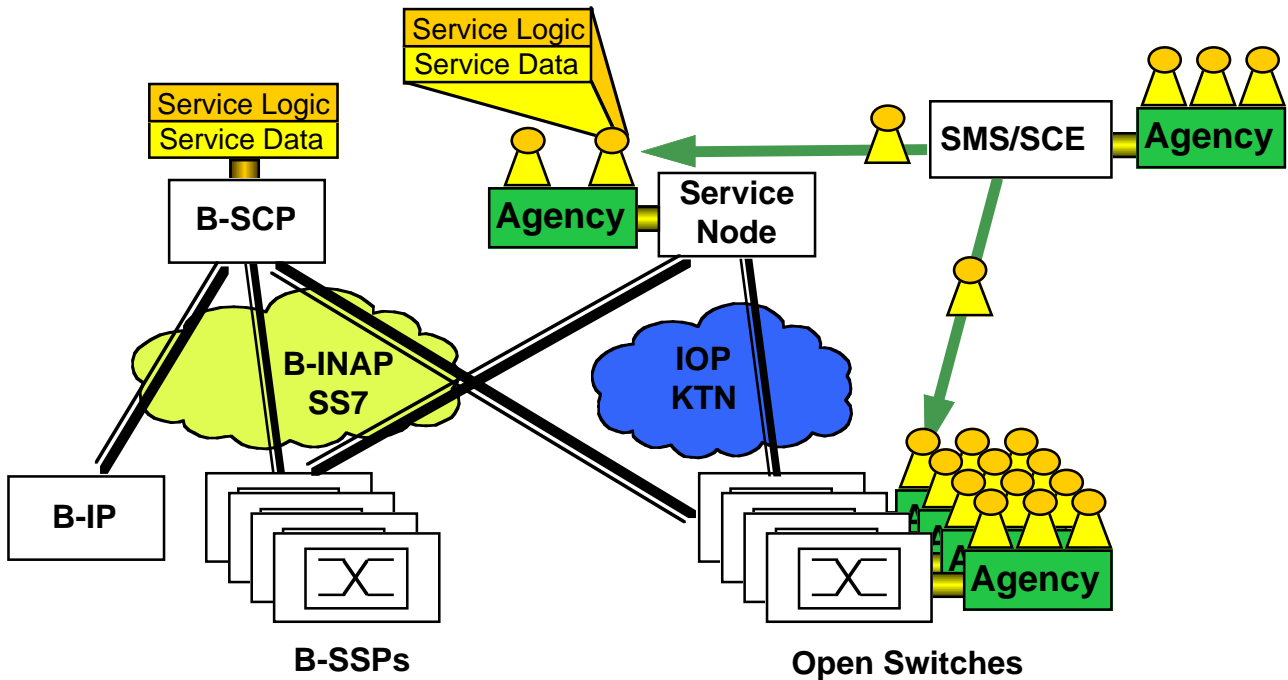 Service Logic
Service Data
Service Logic
Service Data
SMS/SCE
Agency
B-SCP
Agency
Service
Node
B-INAP
SS7
IOP
KTN
B-IP
A
A
A
Agency
B-SSPs
Open Switches